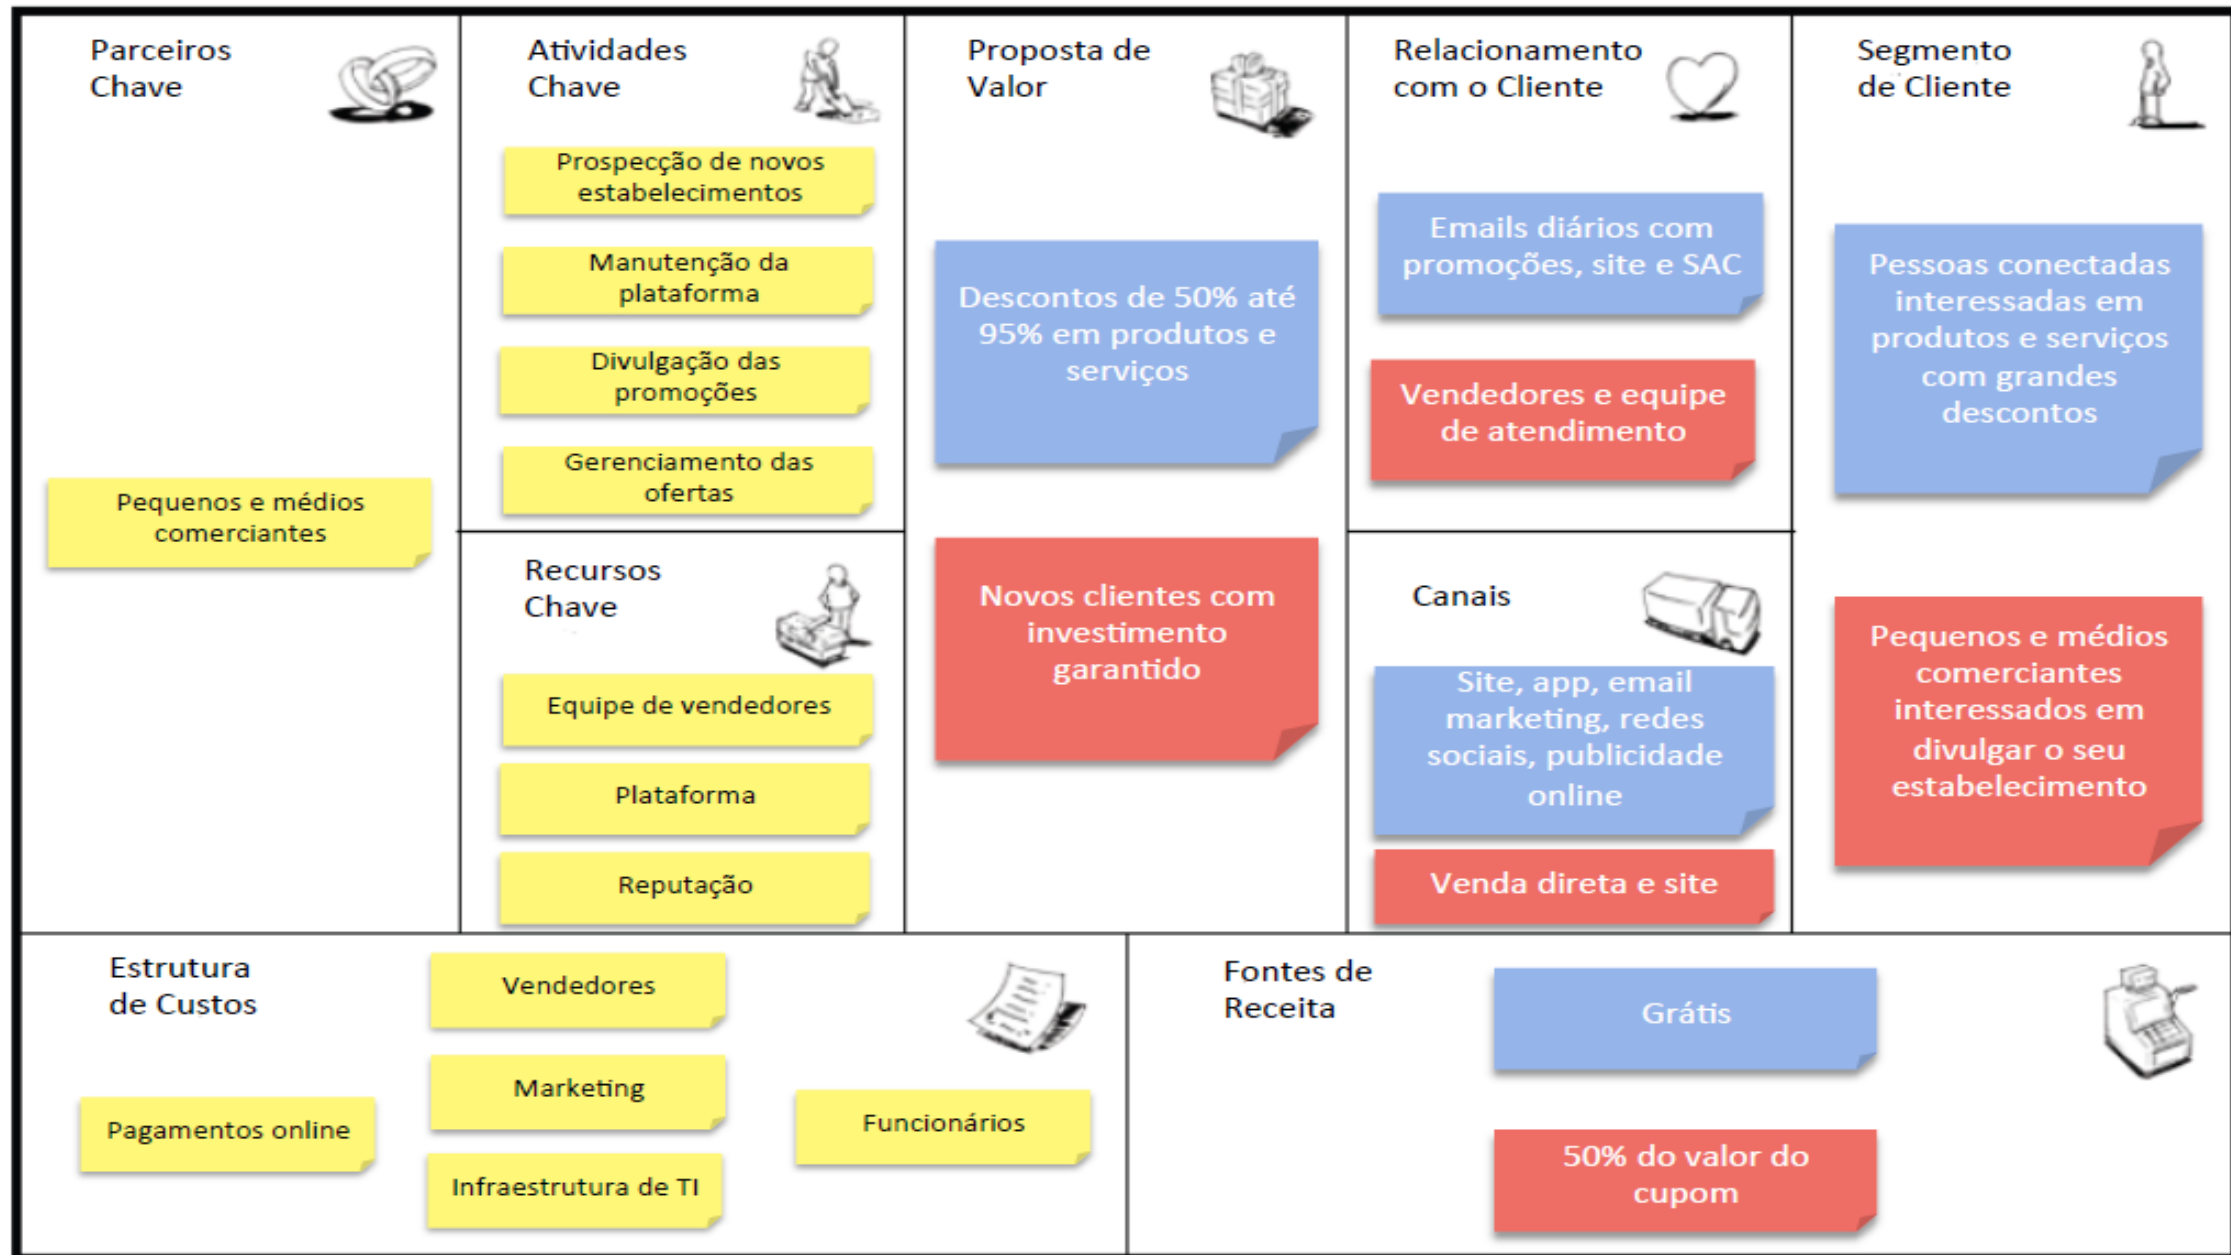 Parceiros
Chave
Pequenos e médios
comerciantes
Atividades
Chave
Prospecção de novos
estabelecimentos
Manutenção da
plataforma
Divulgação das
promoções
Gerenciamento das
ofertas
Recursos
Chave
Equipe de vendedores
Plataforma
Reputação
Proposta de
Valor
Descontos de 50% até
95% em produtos e
serviços
Novos clientes com
investimento
garantido
Relacionamento
com o Cliente
Emails diários com
promoções, site e SAC
Vendedores e equipe
de atendimento
Canais
Site, app, email
marketing, redes
sociais, publicidade
online
Venda direta e site
Segmento
de Cliente
Pessoas conectadas
interessadas em
produtos e serviços
com grandes
descontos
Pequenos e médios
comerciantes
interessados em
divulgar o seu
estabelecimento
Estrutura
de Custos
Pagamentos online
Vendedores
Marketing
Infraestrutura de TI
Funcionários
Fontes de
Receita
Grátis
50% do valor do
cupom